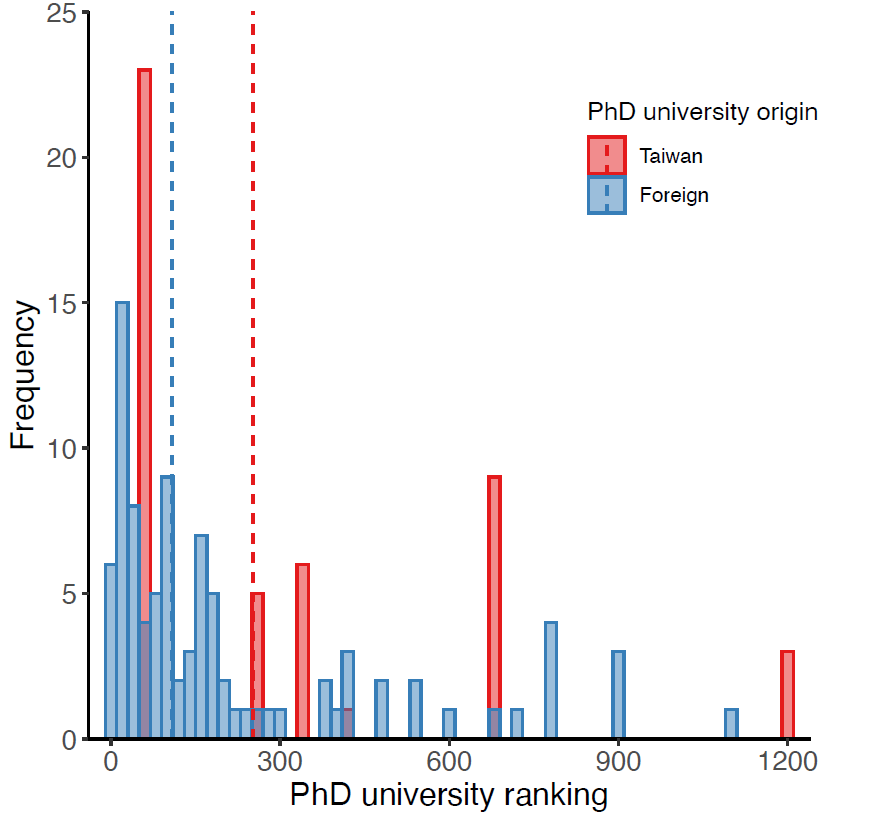 25
20
15
10
5
0
Frequency
PhD university origin
Taiwan
Foreign
0 300 600 900 1200
PhD university ranking